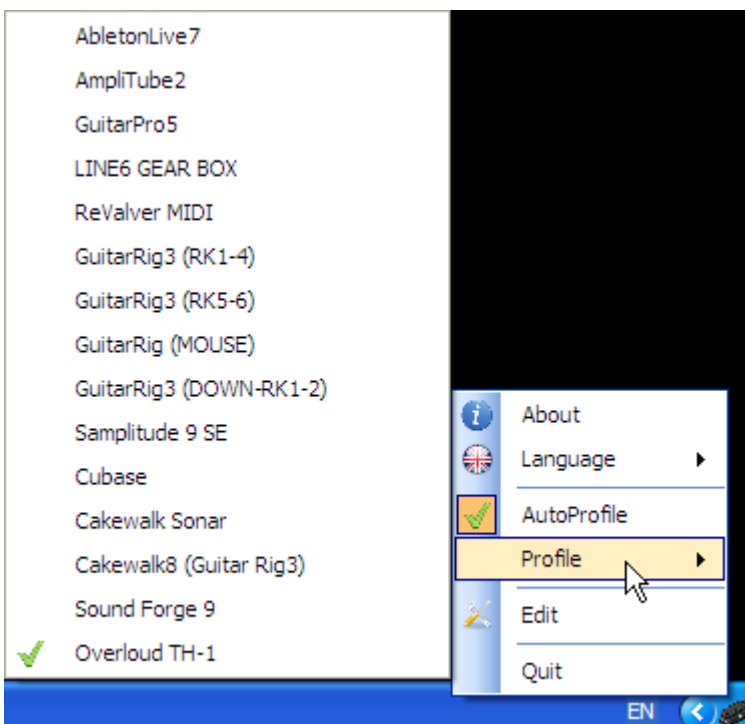 AbletonLive7
AmpliTube2
GuitarPro5
LINE6 GEAR BOX
ReValver MIDI
GuitarRig3 (RK1-4)
GuitarRig3 (RK5-6)
GuitarRig (MOUSE)
GuitarRig3 (DOWN-RK1-2)
Samplitude 9 SE
Cubase
Cakewalk Sonar
Cakewalk8 (Guitar Rig3)
Sound Forge 9
Overloud TH-1
About
Language
AutoProfile
Profile
Edit
Quit
EN